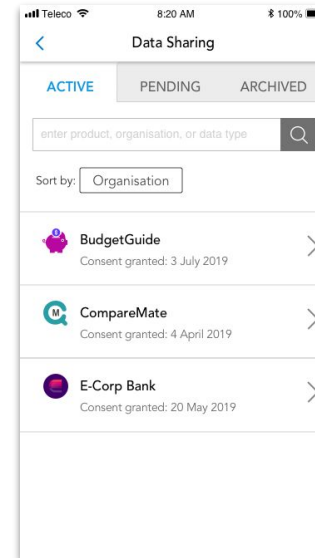 Teleco 8:20 AM 100%
Data Sharing
ACTIVE PENDING ARCHIVED
enter product, organisation, or data type
Sort by: Organisation
BudgetGuide
Consent granted: 3 July 2019
M CompareMate
Consent granted: 4 April 2019
E-Corp Bank
Consent granted: 20 May 2019